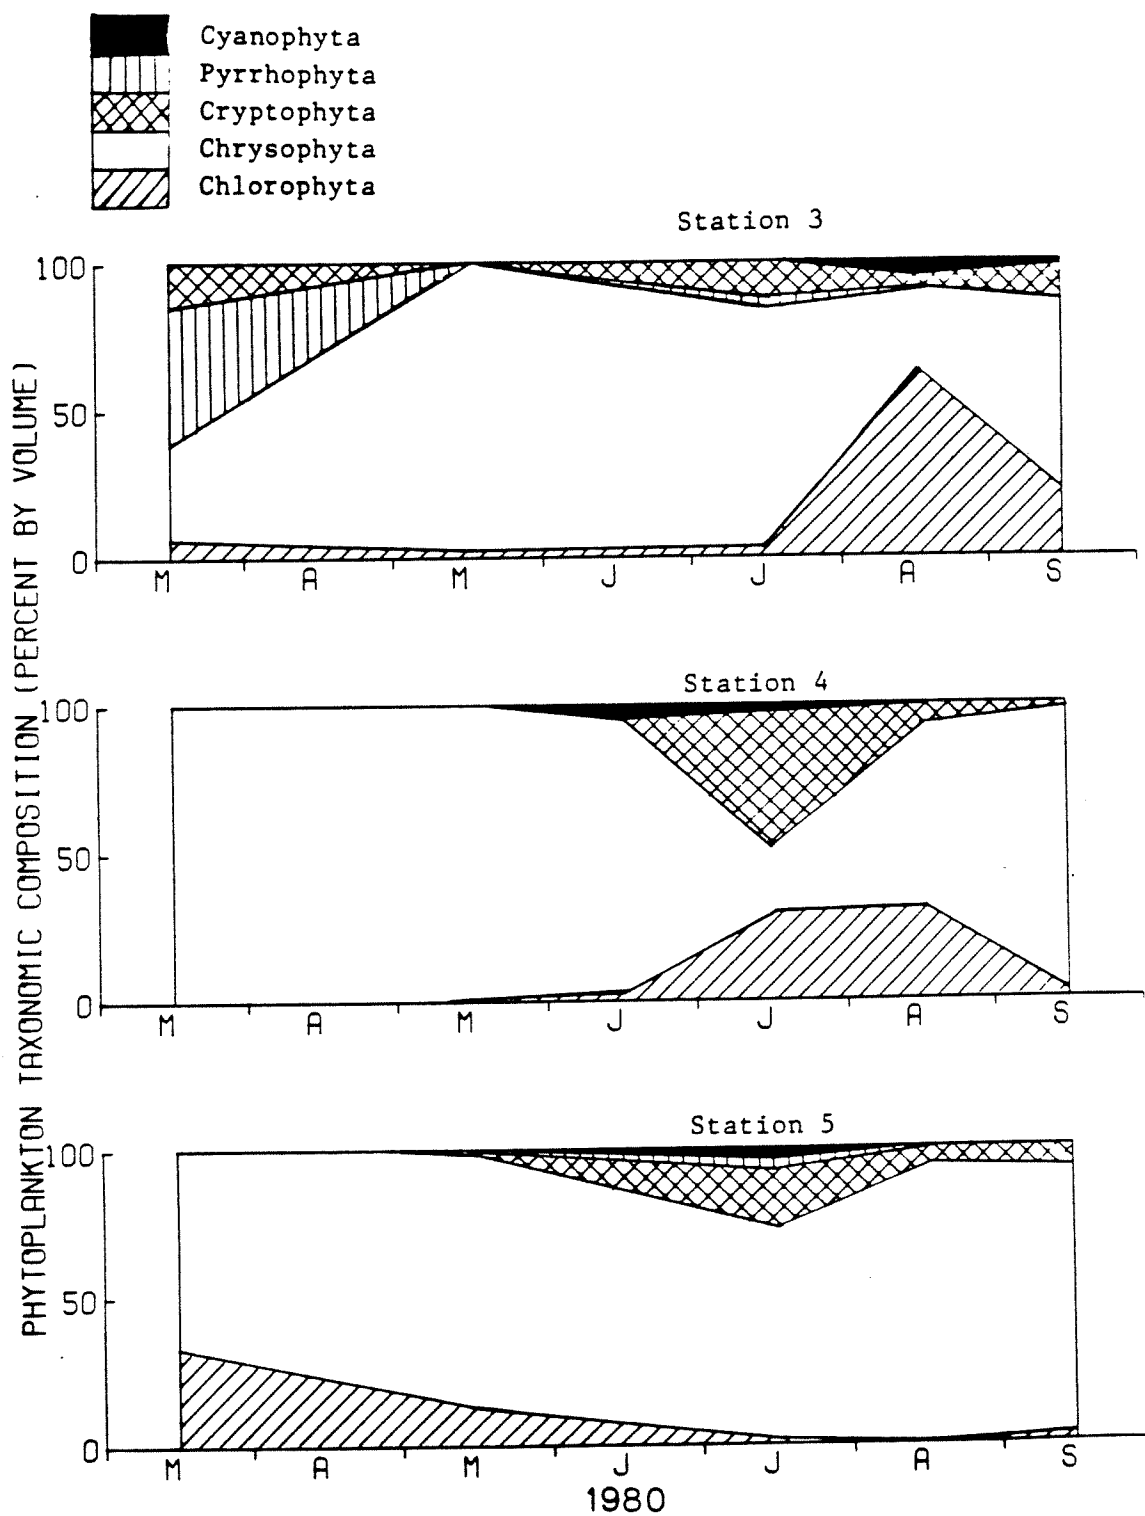 Cyanophyta
Pyrrhophyta
Cryptophyta
Chrysophyta
Chlorophyta
PHYTOPLANKTON TAXONOMIC COMPOSITION (PERCENT BY VOLUME)
Station 3
100
50
0
M A M J J A S
Station 4
100
50
0
M A M J J A S
Station 5
100
50
0
M A M J J A S
1980